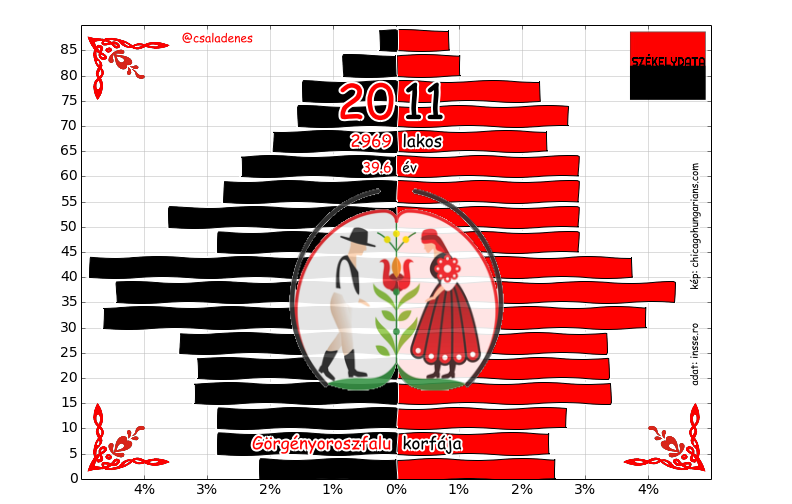 @csaladenes
SZÉKELYDATA
2011
2969 lakos
39.6 év
kép: chicagohungarians.com
adat: insse.ro
Görgényoroszfalu korfája
85
80
75
70
65
60
55
50
45
40
35
30
25
20
15
10
5
0
4% 3% 2% 1% 0% 1% 2% 3% 4%